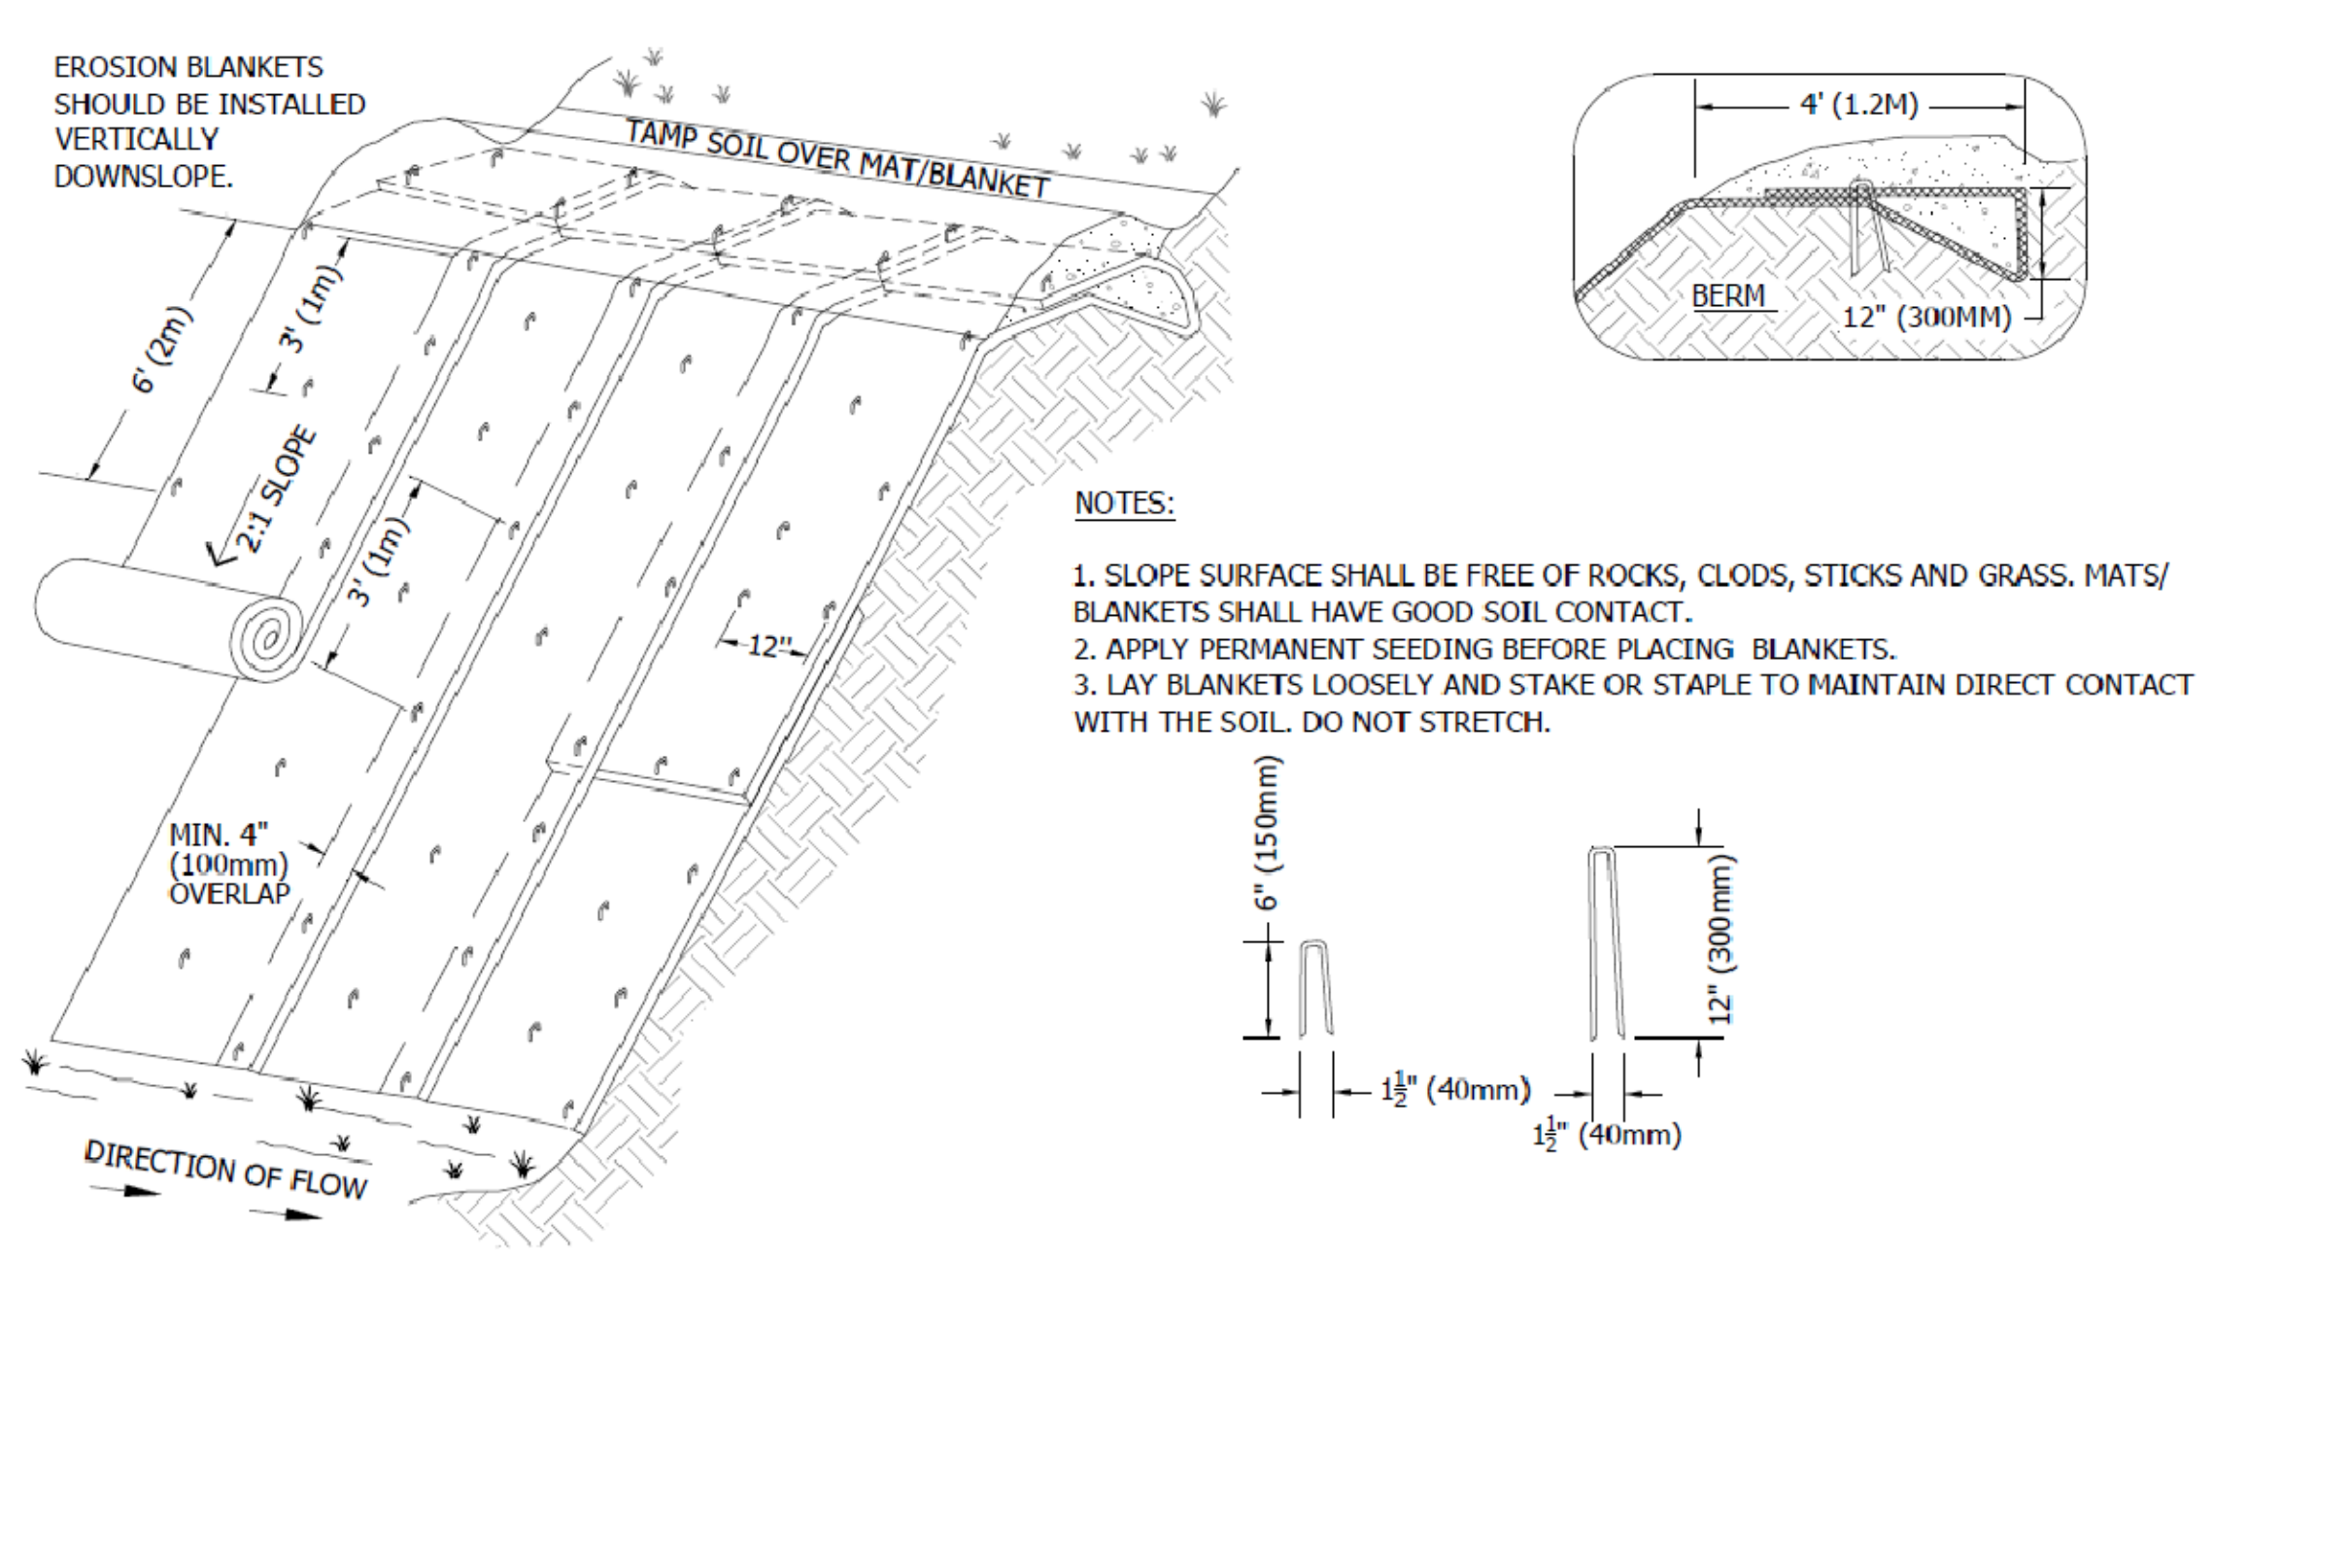 EROSION BLANKETS
SHOULD BE INSTALLED
VERTICALLY
DOWNSLOPE.
TAMP SOIL OVER MAT/BLANKET
6' (2m)
3' (1m)
2:1 SLOPE
3' (1m)
12"
MIN. 4"
(100mm)
OVERLAP
DIRECTION OF FLOW
4' (1.2M)
BERM
12" (300MM)
NOTES:
1. SLOPE SURFACE SHALL BE FREE OF ROCKS, CLODS, STICKS AND GRASS. MATS/
BLANKETS SHALL HAVE GOOD SOIL CONTACT.
2. APPLY PERMANENT SEEDING BEFORE PLACING BLANKETS.
3. LAY BLANKETS LOOSELY AND STAKE OR STAPLE TO MAINTAIN DIRECT CONTACT
WITH THE SOIL. DO NOT STRETCH.
6" (150mm)
12" (300mm)
1½" (40mm)
1½" (40mm)